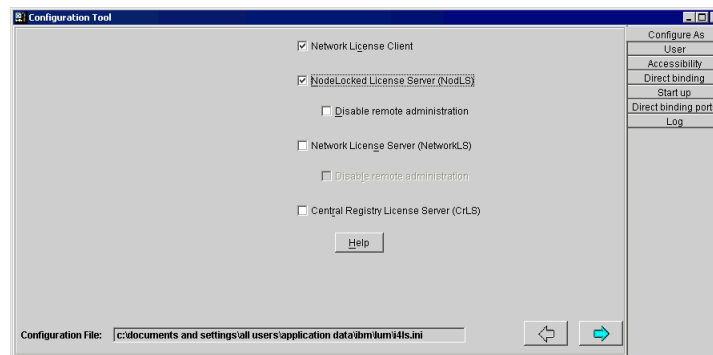 Configuration Tool
Configure As
User
Accessibility
Direct binding
Start up
Direct binding port
Log
Network License Client
NodeLocked License Server (NodLS)
Disable remote administration
Network License Server (NetworkLS)
Disable remote administration
Central Registry License Server (CrLS)
Help
Configuration File: c:\documents and settings\all users\application data\ibm\lum\i4ls.ini